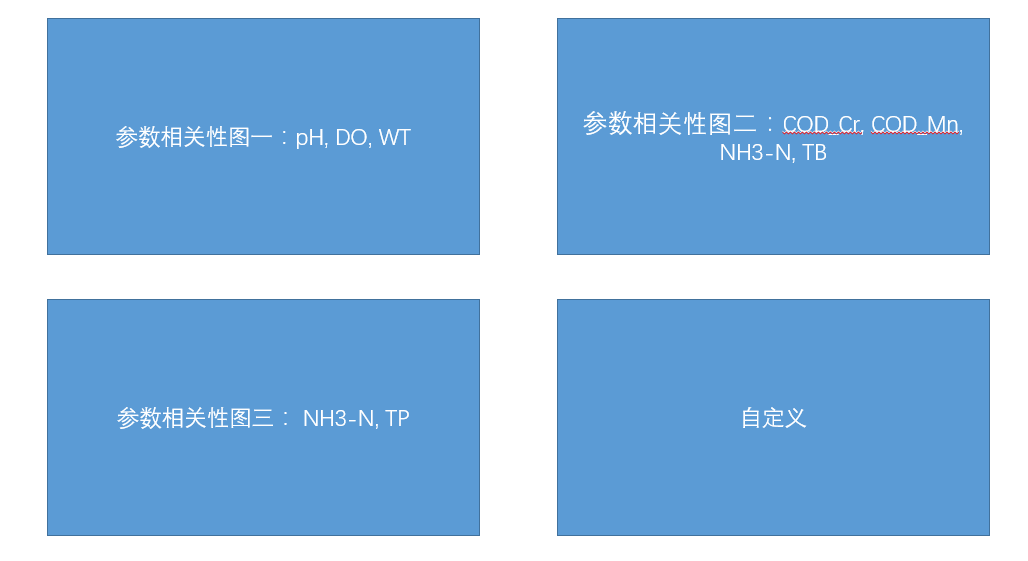 参数相关性图一：pH, DO, WT
参数相关性图二：COD_Cr, COD_Mn,
NH3-N, TB
参数相关性图三： NH3-N, TP
自定义